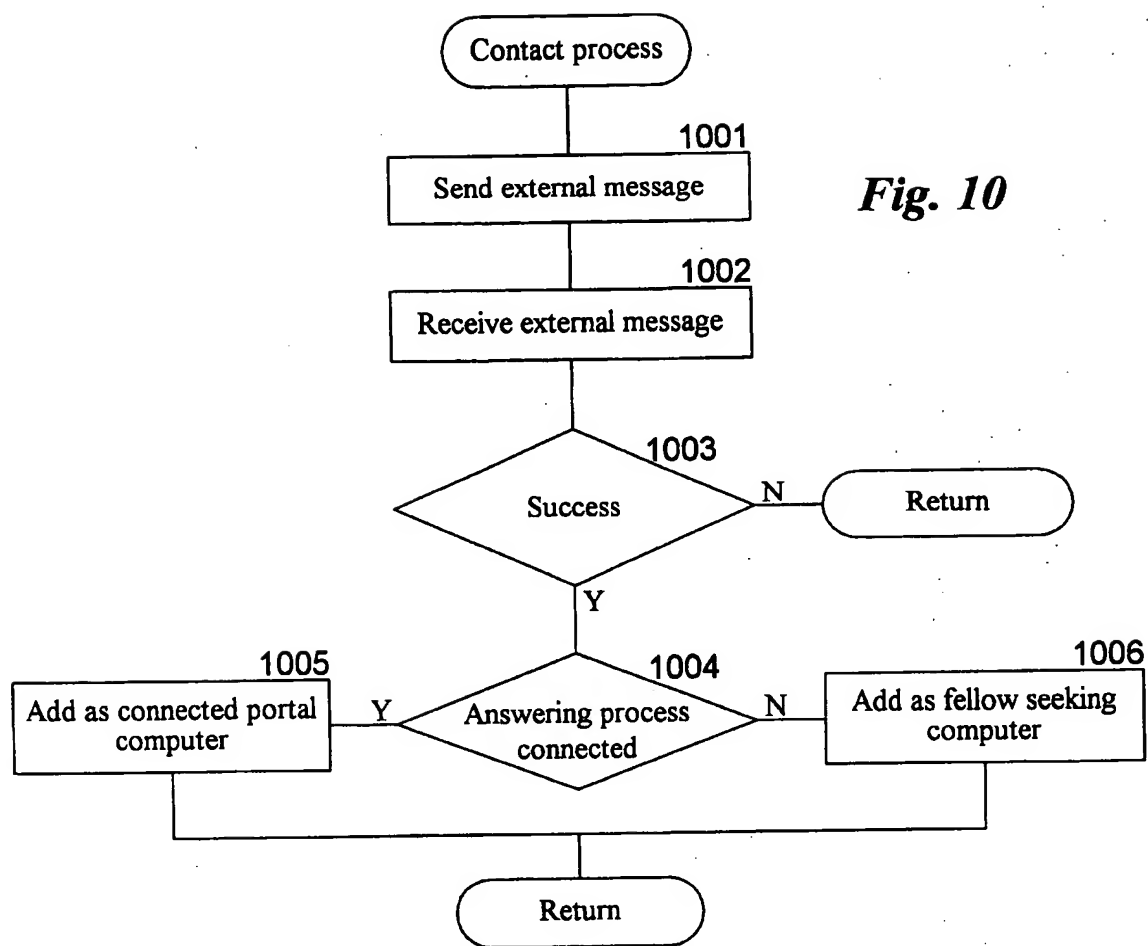 Contact process
1001
Send external message
Fig. 10
1002
Receive external message
1003
Success
N
Return
Y
1004
Answering process
connected
1005
Add as connected portal
computer
Y
N
1006
Add as fellow seeking
computer
Return